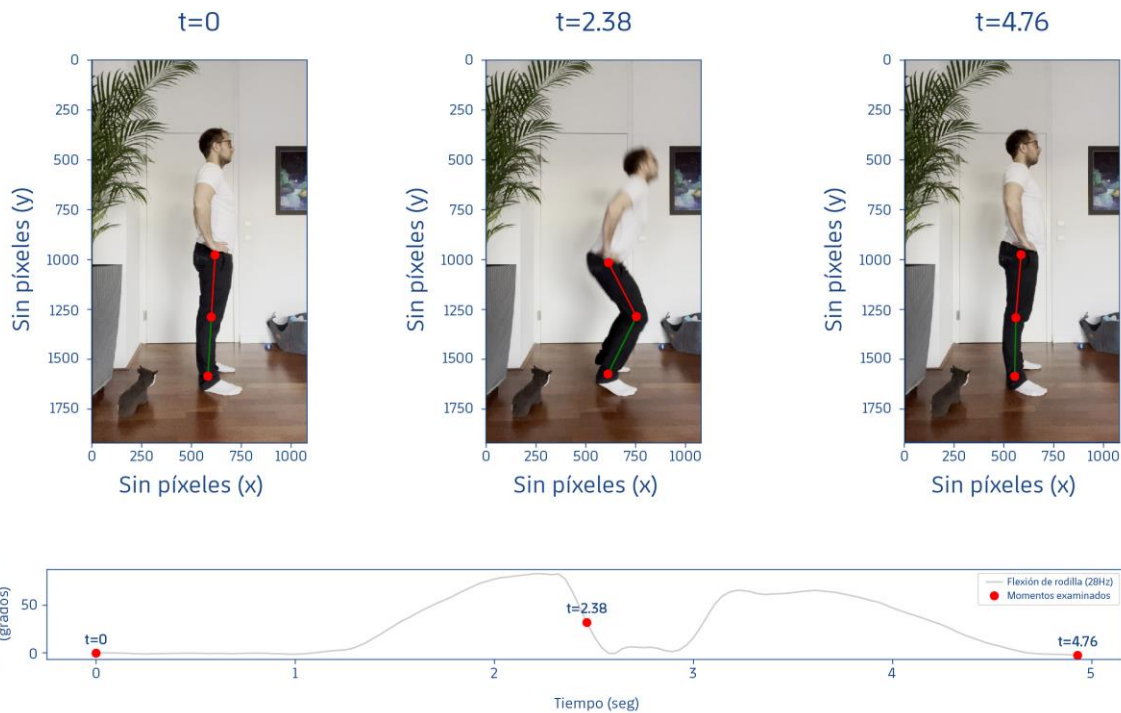 t=0
t=2.38
t=4.76
0
250
500
750
1000
1250
1500
1750
Sin píxeles (y)
0 250 500 750 1000
Sin píxeles (x)
0
250
500
750
1000
1250
1500
1750
Sin píxeles (y)
0 250 500 750 1000
Sin píxeles (x)
0
250
500
750
1000
1250
1500
1750
Sin píxeles (y)
0 250 500 750 1000
Sin píxeles (x)
(grados)
50
0
t=0
t=2.38
t=4.76
Flexión de rodilla (28Hz)
Momentos examinados
0 1 2 3 4 5
Tiempo (seg)